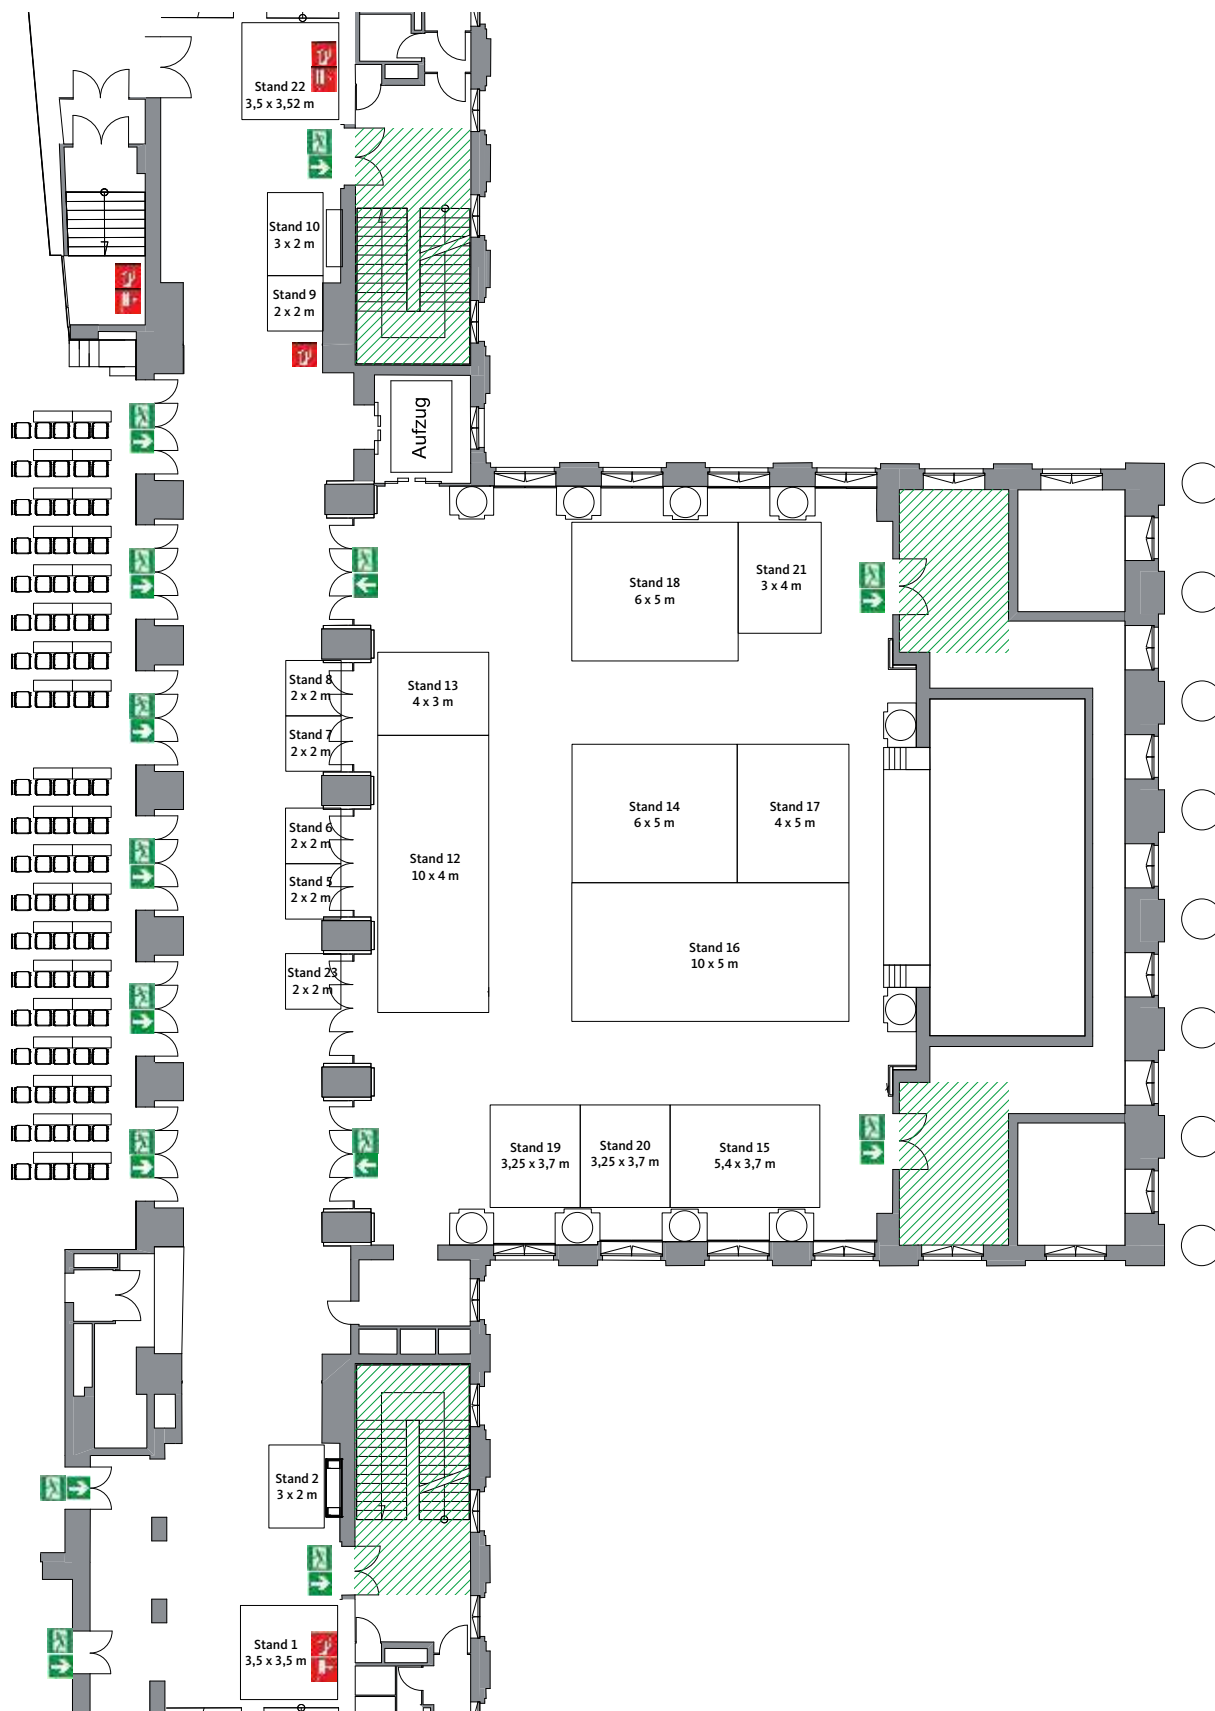 Stand 22
3,5 x 3,52 m
Stand 10
3 x 2 m
Stand 9
2 x 2 m
Aufzug
Stand 18
6 x 5 m
Stand 21
3 x 4 m
Stand 8
2 x 2 m
Stand 13
4 x 3 m
Stand 7
2 x 2 m
Stand 14
6 x 5 m
Stand 17
4 x 5 m
Stand 6
2 x 2 m
Stand 12
10 x 4 m
Stand 5
2 x 2 m
Stand 16
10 x 5 m
Stand 23
2 x 2 m
Stand 19
3,25 x 3,7 m
Stand 20
3,25 x 3,7 m
Stand 15
5,4 x 3,7 m
Stand 2
3 x 2 m
Stand 1
3,5 x 3,5 m